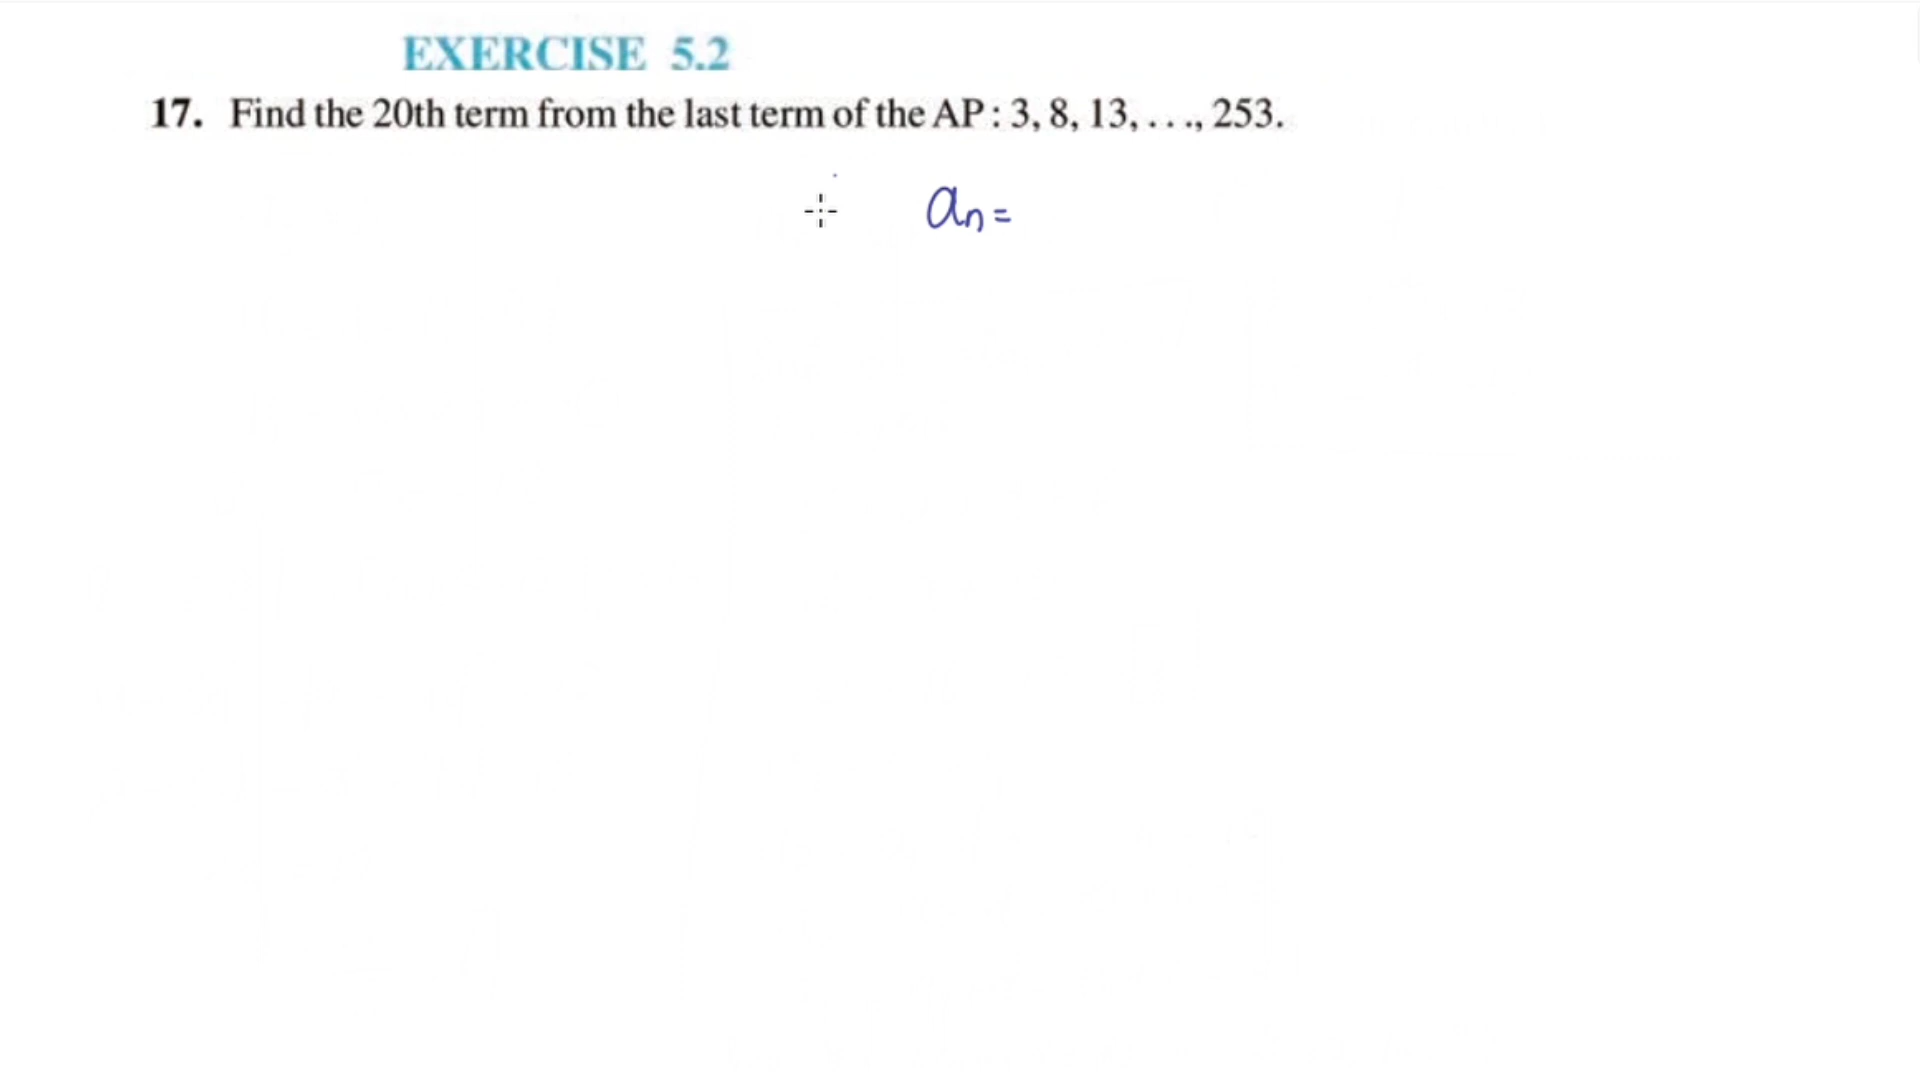 EXERCISE 5.2
17. Find the 20th term from the last term of the AP : 3, 8, 13, . . ., 253.
an =